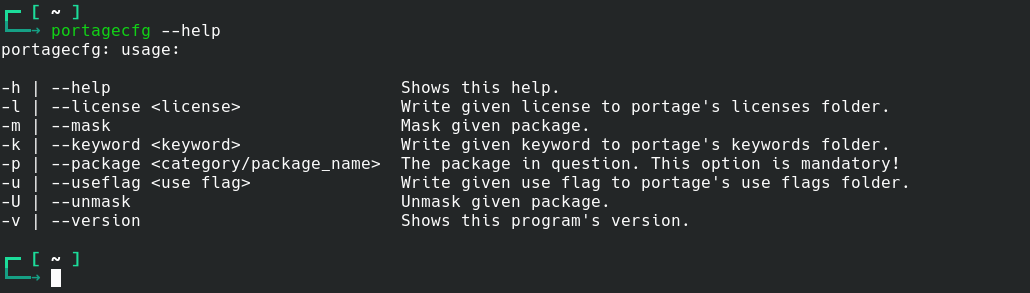 ┌─ [ ~ ]
└──→ portagecfg --help
portagecfg: usage:

-h | --help                          Shows this help.
-l | --license <license>             Write given license to portage's licenses folder.
-m | --mask                          Mask given package.
-k | --keyword <keyword>             Write given keyword to portage's keywords folder.
-p | --package <category/package_name>  The package in question. This option is mandatory!
-u | --useflag <use flag>            Write given use flag to portage's use flags folder.
-U | --unmask                        Unmask given package.
-v | --version                       Shows this program's version.

┌─ [ ~ ]
└──→